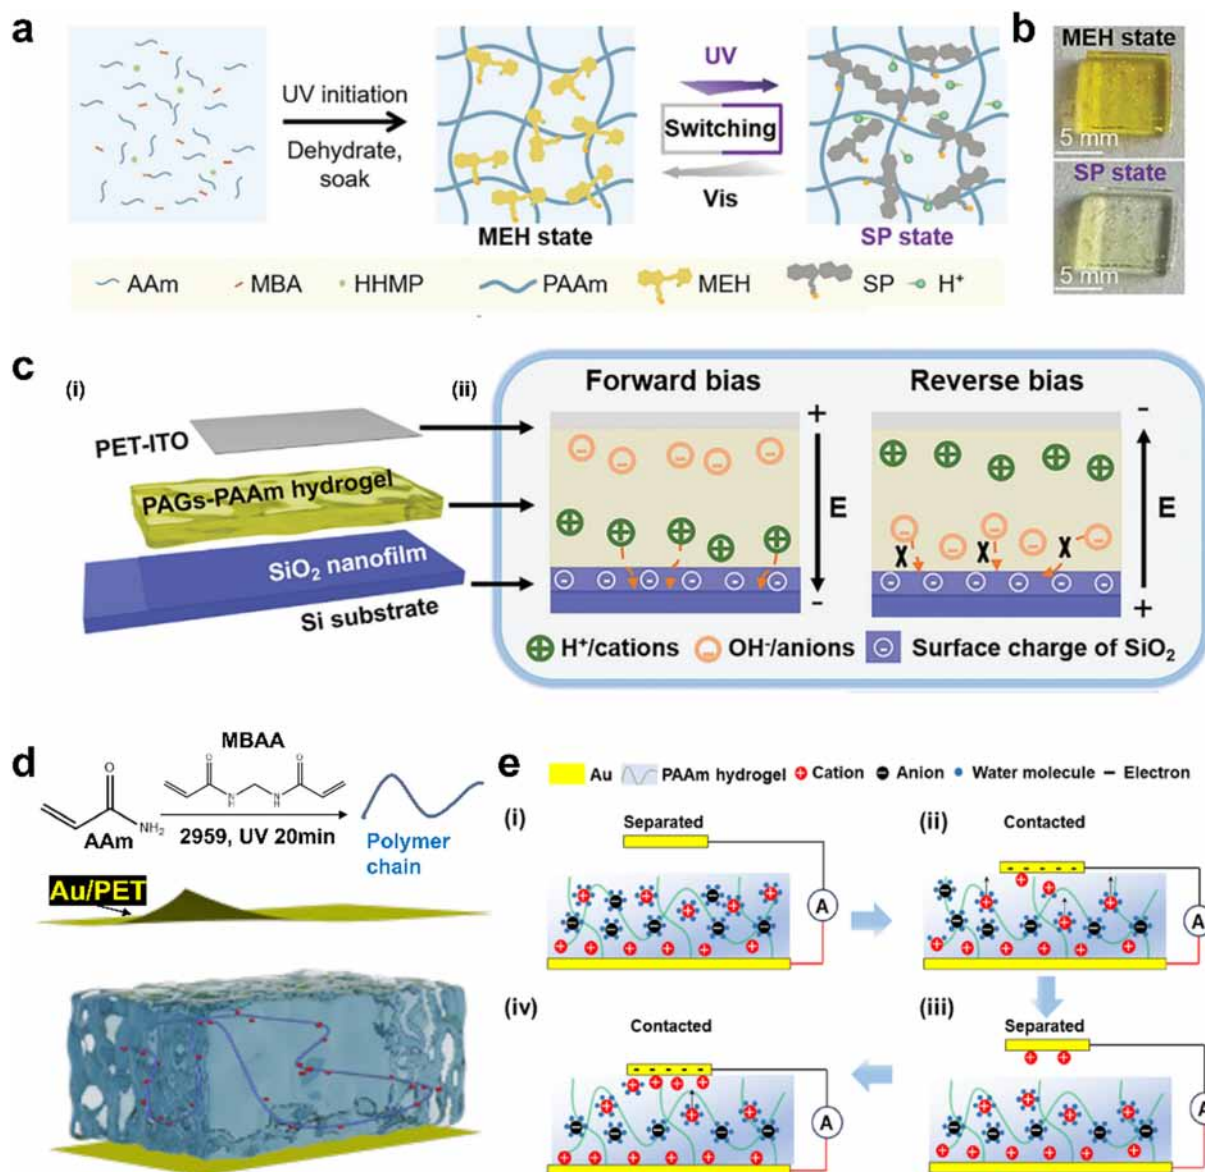 a
UV initiation
Dehydrate,
soak
UV
Switching
Vis
MEH state
SP state
AAm
MBA
HHMP
PAAm
MEH
SP
H⁺
b
MEH state
5 mm
SP state
5 mm
c
(i)
PET-ITO
PAGs-PAAm hydrogel
SiO₂ nanofilm
Si substrate
(ii)
Forward bias
+
E
-
Reverse bias
-
E
+
X
X
X
H⁺/cations
OH⁻/anions
Surface charge of SiO₂
d
MBAA
O
O
N
H
N
H
O
NH₂
AAm
2959, UV 20min
Polymer
chain
Au/PET
e
Au
PAAm hydrogel
Cation
Anion
Water molecule
Electron
(i)
Separated
A
(ii)
Contacted
A
(iv)
Contacted
A
(iii)
Separated
A